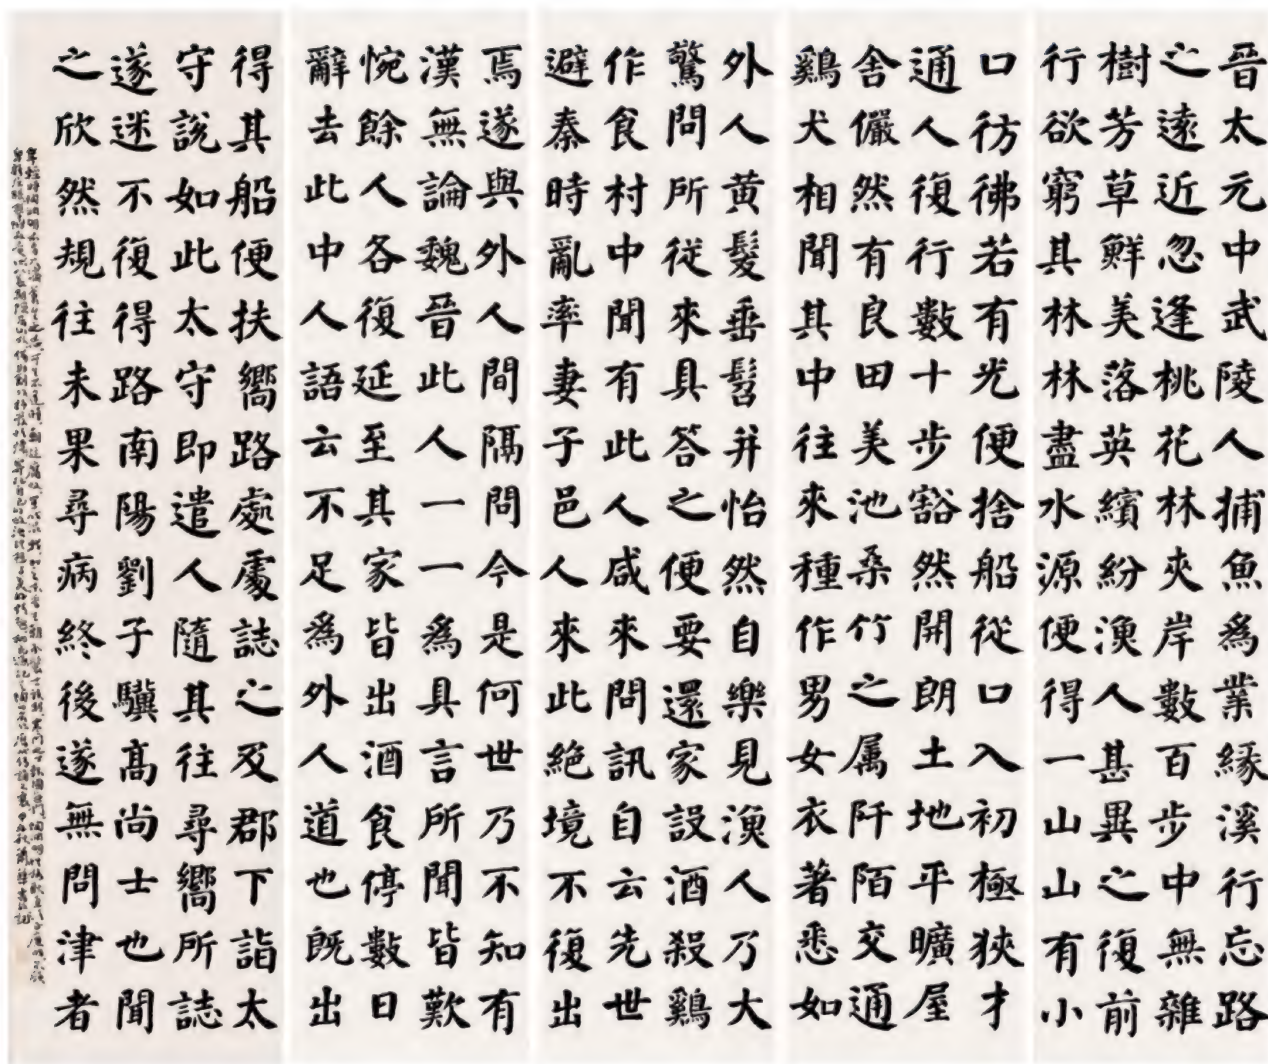 晉太元中武陵人捕魚為業緣溪行忘路
之遠近忽逢桃花林夾岸數百步中無雜
樹芳草鮮美落英繽紛漁人甚異之復前
行欲窮其林林盡水源便得一山山有小
口彷彿若有光便捨船從口入初極狹才
通人復行數十步豁然開朗土地平曠屋
舍儼然有良田美池桑竹之属阡陌交通
鷄犬相聞其中往來種作男女衣著悉如
外人黄髮垂髫并怡然自樂見漁人乃大
驚問所從來具答之便要還家設酒殺鷄
作食村中聞有此人咸來問訊自云先世
避秦時亂率妻子邑人來此絶境不復出
焉遂與外人間隔問今是何世乃不知有
漢無論魏晉此人一一為具言所聞皆歎
惋餘人各復延至其家皆出酒食停數日
辭去此中人語云不足為外人道也既出
得其船便扶嚮路處處誌之及郡下詣太
守說如此太守即遣人隨其往尋嚮所誌
遂迷不復得路南陽劉子驥高尚士也聞
之欣然規往未果尋病終後遂無問津者